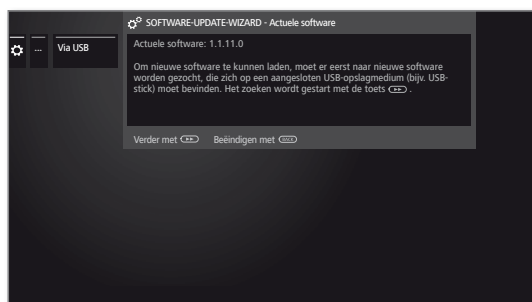 SOFTWARE-UPDATE-WIZARD - Actuele software
... Via USB
Actuele software: 1.1.11.0
Om nieuwe software te kunnen laden, moet er eerst naar nieuwe software
worden gezocht, die zich op een aangesloten USB-opslagmedium (bijv. USB-
stick) moet bevinden. Het zoeken wordt gestart met de toets .
Verder met Beëindigen met